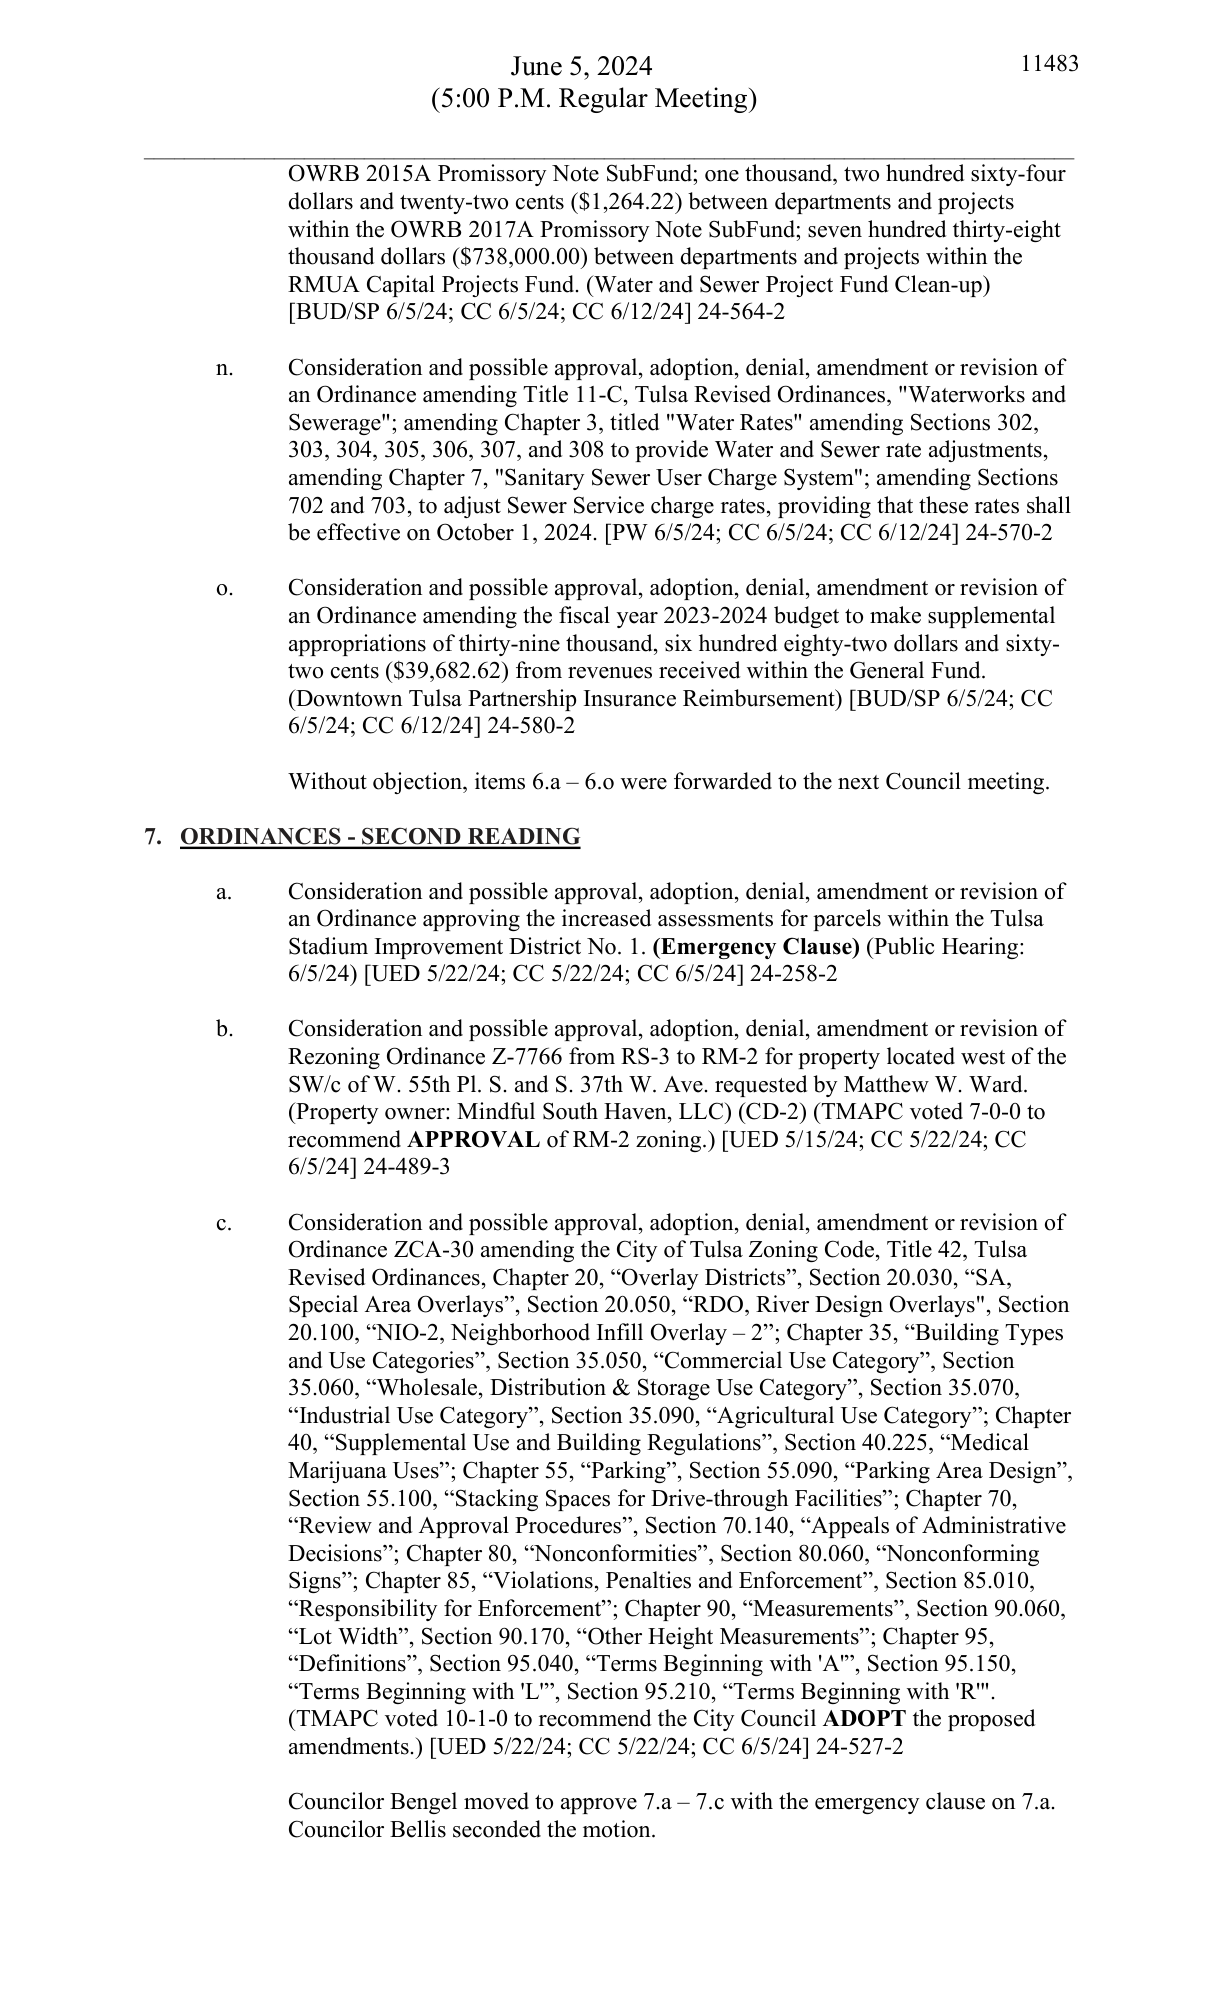 June 5, 2024
11483
(5:00 P.M. Regular Meeting)
OWRB 2015A Promissory Note SubFund; one thousand, two hundred sixty-four
dollars and twenty-two cents ($1,264.22) between departments and projects
within the OWRB 2017A Promissory Note SubFund; seven hundred thirty-eight
thousand dollars ($738,000.00) between departments and projects within the
RMUA Capital Projects Fund. (Water and Sewer Project Fund Clean-up)
[BUD/SP 6/5/24; CC 6/5/24; CC 6/12/24] 24-564-2
n. Consideration and possible approval, adoption, denial, amendment or revision of
an Ordinance amending Title 11-C, Tulsa Revised Ordinances, "Waterworks and
Sewerage"; amending Chapter 3, titled "Water Rates" amending Sections 302,
303, 304, 305, 306, 307, and 308 to provide Water and Sewer rate adjustments,
amending Chapter 7, "Sanitary Sewer User Charge System"; amending Sections
702 and 703, to adjust Sewer Service charge rates, providing that these rates shall
be effective on October 1, 2024. [PW 6/5/24; CC 6/5/24; CC 6/12/24] 24-570-2
o. Consideration and possible approval, adoption, denial, amendment or revision of
an Ordinance amending the fiscal year 2023-2024 budget to make supplemental
appropriations of thirty-nine thousand, six hundred eighty-two dollars and sixty-
two cents ($39,682.62) from revenues received within the General Fund.
(Downtown Tulsa Partnership Insurance Reimbursement) [BUD/SP 6/5/24; CC
6/5/24; CC 6/12/24] 24-580-2
Without objection, items 6.a – 6.o were forwarded to the next Council meeting.
7. ORDINANCES - SECOND READING
a. Consideration and possible approval, adoption, denial, amendment or revision of
an Ordinance approving the increased assessments for parcels within the Tulsa
Stadium Improvement District No. 1. (Emergency Clause) (Public Hearing:
6/5/24) [UED 5/22/24; CC 5/22/24; CC 6/5/24] 24-258-2
b. Consideration and possible approval, adoption, denial, amendment or revision of
Rezoning Ordinance Z-7766 from RS-3 to RM-2 for property located west of the
SW/c of W. 55th Pl. S. and S. 37th W. Ave. requested by Matthew W. Ward.
(Property owner: Mindful South Haven, LLC) (CD-2) (TMAPC voted 7-0-0 to
recommend APPROVAL of RM-2 zoning.) [UED 5/15/24; CC 5/22/24; CC
6/5/24] 24-489-3
c. Consideration and possible approval, adoption, denial, amendment or revision of
Ordinance ZCA-30 amending the City of Tulsa Zoning Code, Title 42, Tulsa
Revised Ordinances, Chapter 20, “Overlay Districts”, Section 20.030, “SA,
Special Area Overlays”, Section 20.050, “RDO, River Design Overlays", Section
20.100, “NIO-2, Neighborhood Infill Overlay – 2”; Chapter 35, “Building Types
and Use Categories”, Section 35.050, “Commercial Use Category”, Section
35.060, “Wholesale, Distribution & Storage Use Category”, Section 35.070,
“Industrial Use Category”, Section 35.090, “Agricultural Use Category”; Chapter
40, “Supplemental Use and Building Regulations”, Section 40.225, “Medical
Marijuana Uses”; Chapter 55, “Parking”, Section 55.090, “Parking Area Design”,
Section 55.100, “Stacking Spaces for Drive-through Facilities”; Chapter 70,
“Review and Approval Procedures”, Section 70.140, “Appeals of Administrative
Decisions”; Chapter 80, “Nonconformities”, Section 80.060, “Nonconforming
Signs”; Chapter 85, “Violations, Penalties and Enforcement”, Section 85.010,
“Responsibility for Enforcement”; Chapter 90, “Measurements”, Section 90.060,
“Lot Width”, Section 90.170, “Other Height Measurements”; Chapter 95,
“Definitions”, Section 95.040, “Terms Beginning with 'A'”, Section 95.150,
“Terms Beginning with 'L'”, Section 95.210, “Terms Beginning with 'R'".
(TMAPC voted 10-1-0 to recommend the City Council ADOPT the proposed
amendments.) [UED 5/22/24; CC 5/22/24; CC 6/5/24] 24-527-2
Councilor Bengel moved to approve 7.a – 7.c with the emergency clause on 7.a.
Councilor Bellis seconded the motion.